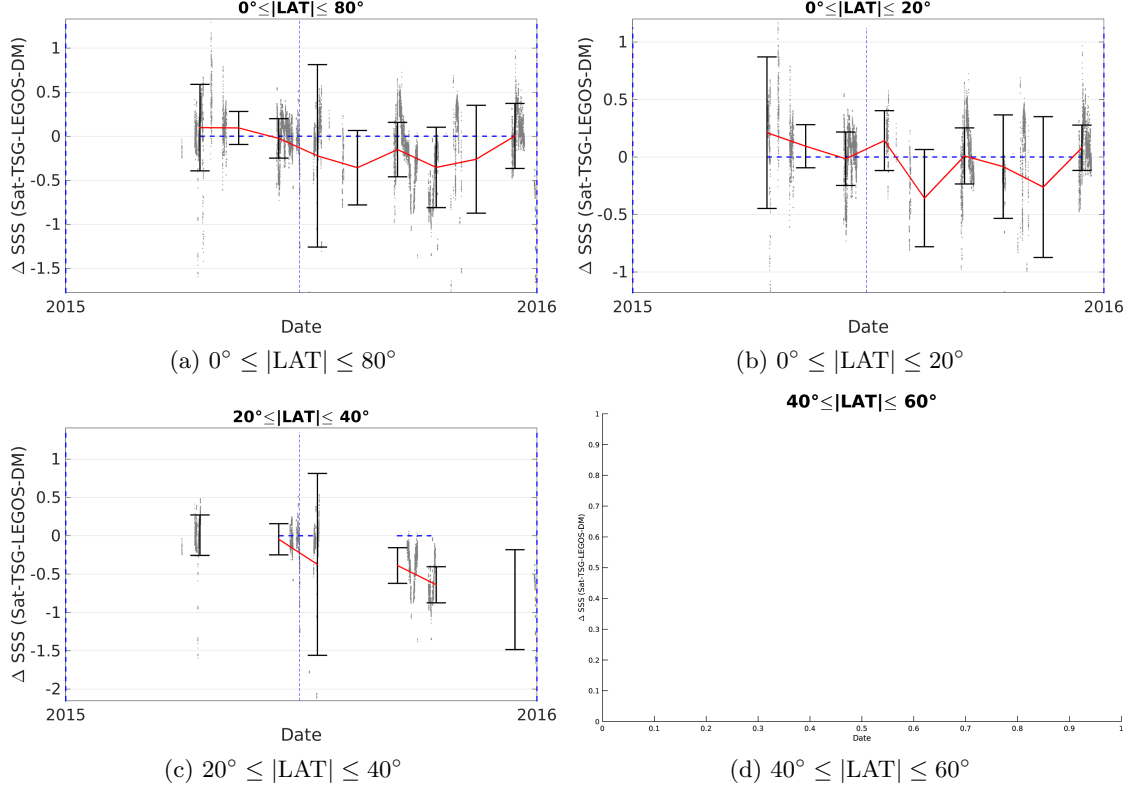 0°≤|LAT|≤ 80°
Δ SSS (Sat-TSG-LEGOS-DM)
1
0.5
0
-0.5
-1
-1.5
2015
2016
Date
(a) 0° ≤ |LAT| ≤ 80°
0°≤|LAT|≤ 20°
Δ SSS (Sat-TSG-LEGOS-DM)
1
0.5
0
-0.5
-1
2015
2016
Date
(b) 0° ≤ |LAT| ≤ 20°
20°≤|LAT|≤ 40°
Δ SSS (Sat-TSG-LEGOS-DM)
1
0.5
0
-0.5
-1
-1.5
-2
2015
2016
Date
(c) 20° ≤ |LAT| ≤ 40°
40°≤|LAT|≤ 60°
Δ SSS (Sat-TSG-LEGOS-DM)
1
0.9
0.8
0.7
0.6
0.5
0.4
0.3
0.2
0.1
0
0 0.1 0.2 0.3 0.4 0.5 0.6 0.7 0.8 0.9 1
Date
(d) 40° ≤ |LAT| ≤ 60°